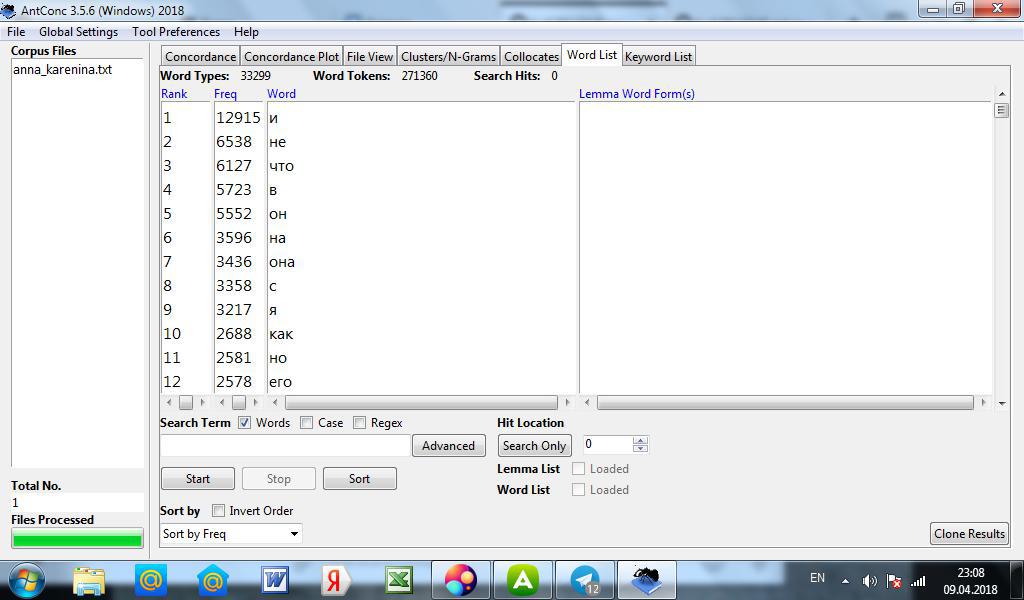 AntConc 3.5.6 (Windows) 2018
File Global Settings Tool Preferences Help
Corpus Files
anna_karenina.txt
Concordance Concordance Plot File View Clusters/N-Grams Collocates Word List Keyword List
Word Types: 33299 Word Tokens: 271360 Search Hits: 0
Rank Freq Word Lemma Word Form(s)
1 12915 и
2 6538 не
3 6127 что
4 5723 в
5 5552 он
6 3596 на
7 3436 она
8 3358 с
9 3217 я
10 2688 как
11 2581 но
12 2578 его
Search Term Words Case Regex Hit Location
Advanced Search Only 0
Lemma List Loaded
Start Stop Sort
Word List Loaded
Total No.
1
Files Processed
Sort by Invert Order
Sort by Freq Clone Results
EN 23:08
09.04.2018
12